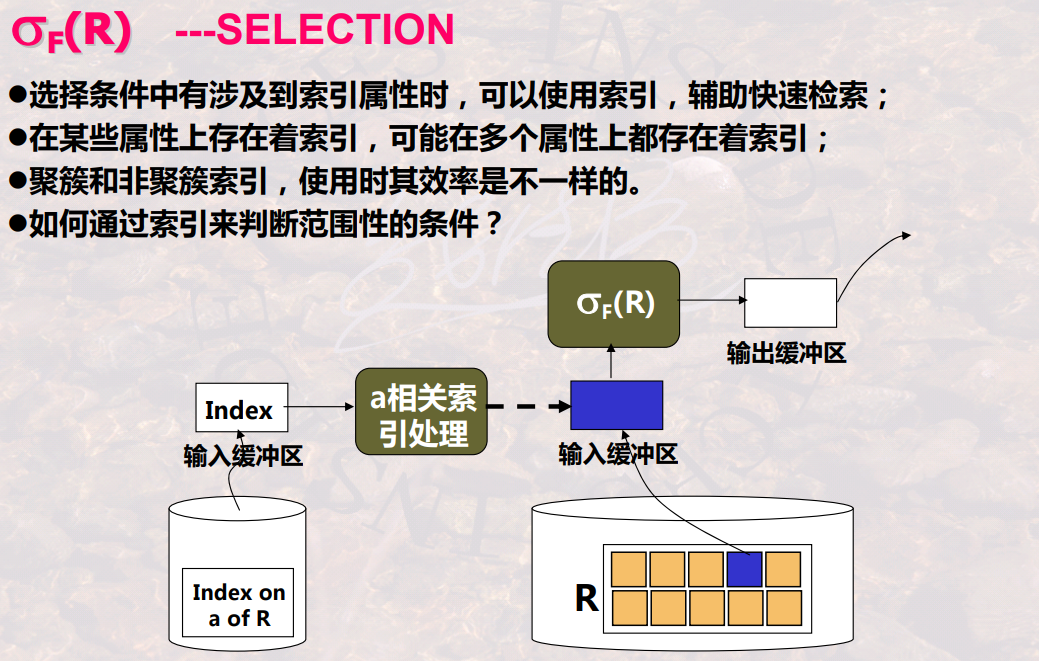 σF(R) ---SELECTION
●选择条件中有涉及到索引属性时，可以使用索引，辅助快速检索；
●在某些属性上存在着索引，可能在多个属性上都存在着索引；
●聚簇和非聚簇索引，使用时其效率是不一样的。
●如何通过索引来判断范围性的条件？
σF(R)
输出缓冲区
Index
a相关索
引处理
输入缓冲区
输入缓冲区
Index on
a of R
R